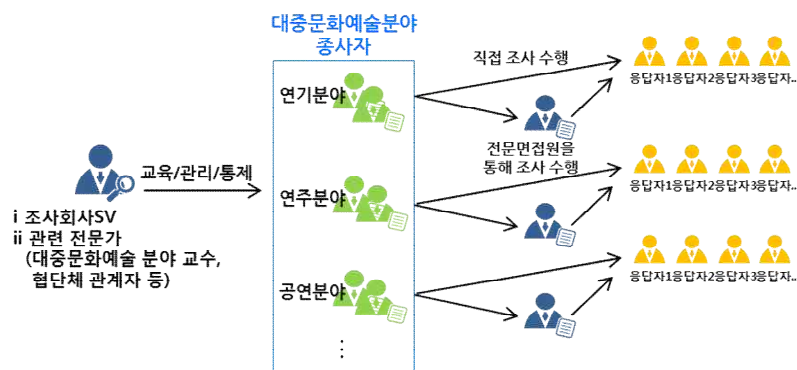 대중문화예술분야
종사자
직접 조사 수행
연기분야
응답자1응답자2응답자3응답자..
전문면접원을
통해 조사 수행
교육/관리/통제
연주분야
응답자1응답자2응답자3응답자..
i 조사회사SV
ii 관련 전문가
(대중문화예술 분야 교수,
협단체 관계자 등)
공연분야
응답자1응답자2응답자3응답자..
⋮